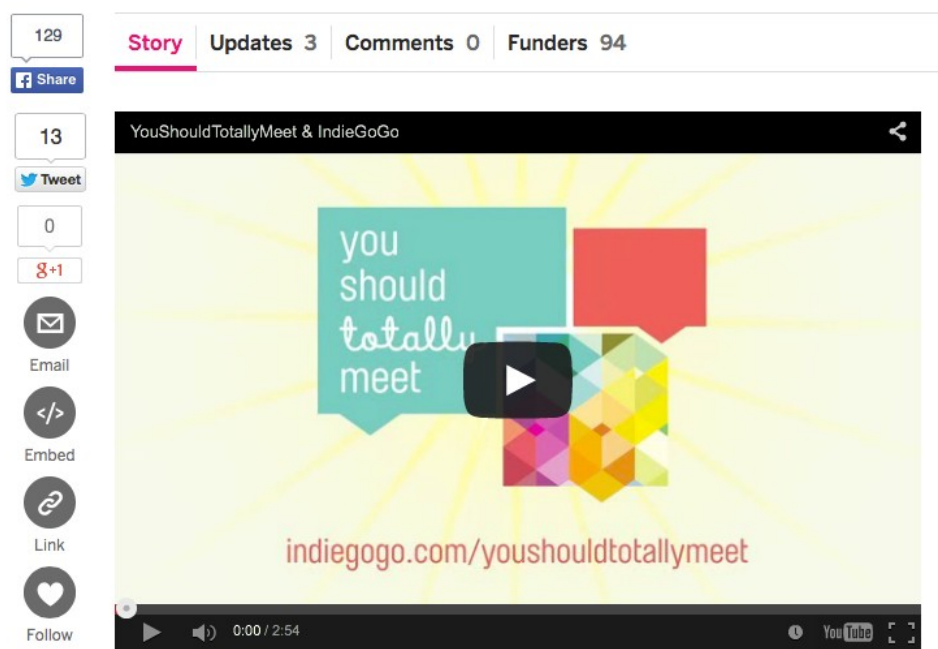 129
Share
13
Tweet
0
g+1
Email
</>
Embed
Link
Follow
Story Updates 3 Comments 0 Funders 94
YouShouldTotallyMeet & IndieGoGo
you
should
totally
meet
indiegogo.com/youshouldtotallymeet
0:00 / 2:54
YouTube